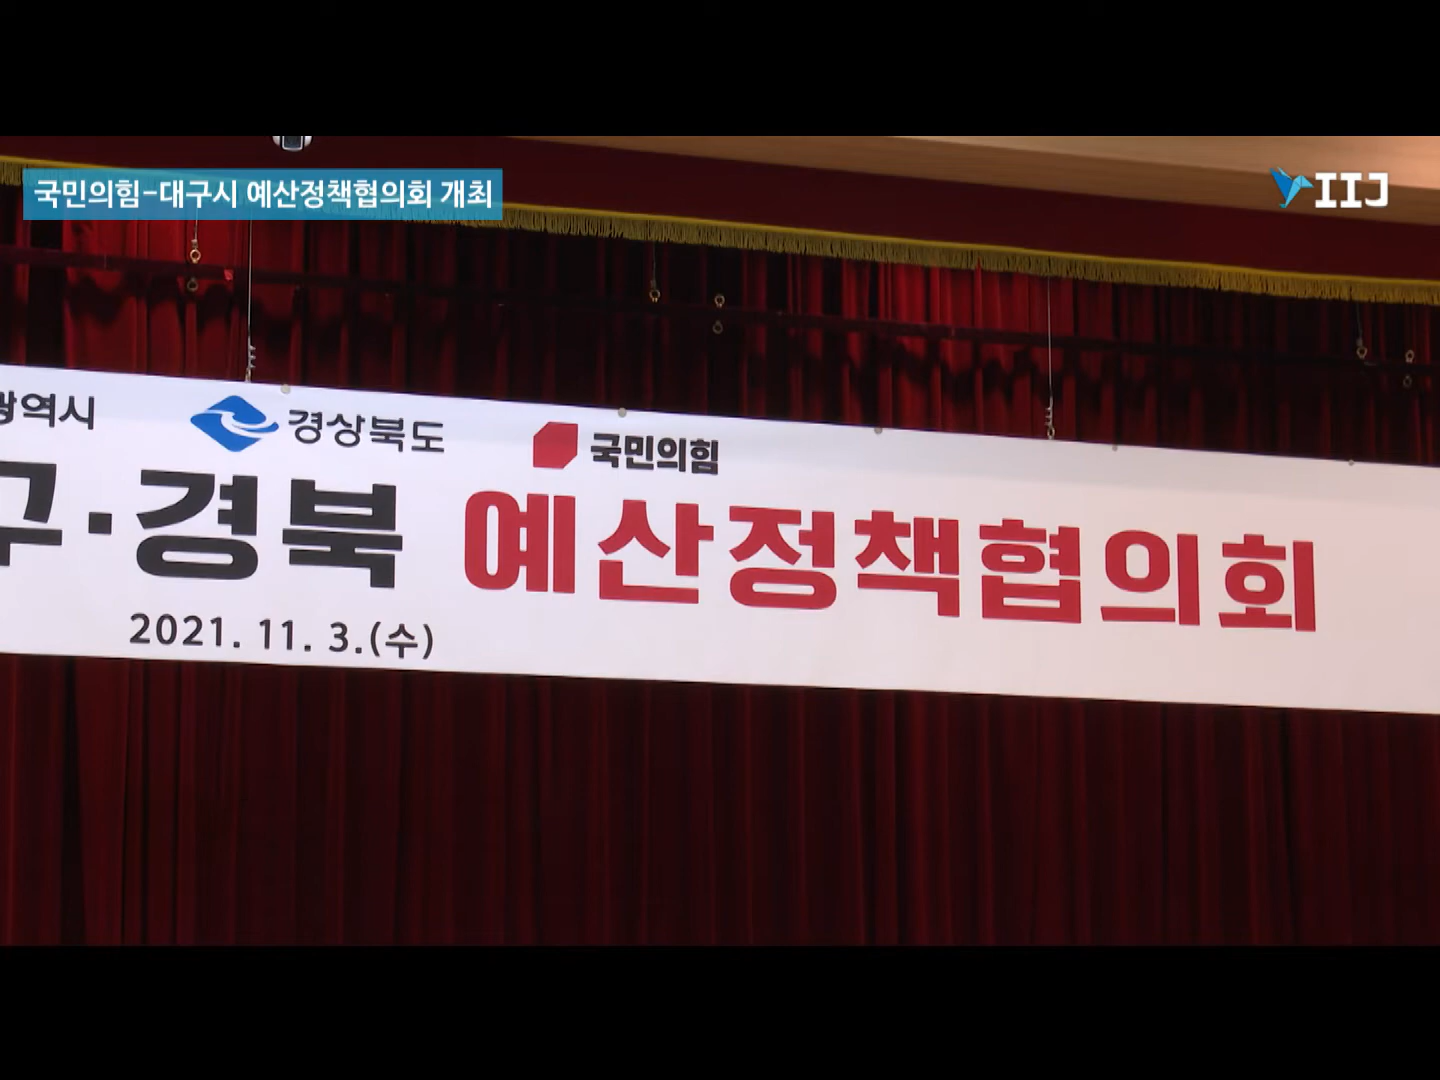 국민의힘-대구시 예산정책협의회 개최
IIJ
광역시 경상북도 국민의힘
구·경북 예산정책협의회
2021. 11. 3.(수)